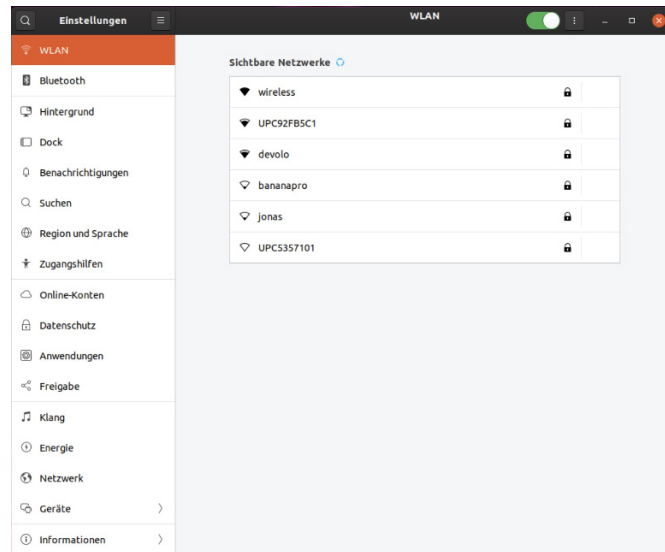 Einstellungen
WLAN
WLAN
Bluetooth
Hintergrund
Dock
Benachrichtigungen
Suchen
Region und Sprache
Zugangshilfen
Online-Konten
Datenschutz
Anwendungen
Freigabe
Klang
Energie
Netzwerk
Geräte
Informationen
Sichtbare Netzwerke
wireless
UPC92FB5C1
devolo
bananapro
jonas
UPC5357101